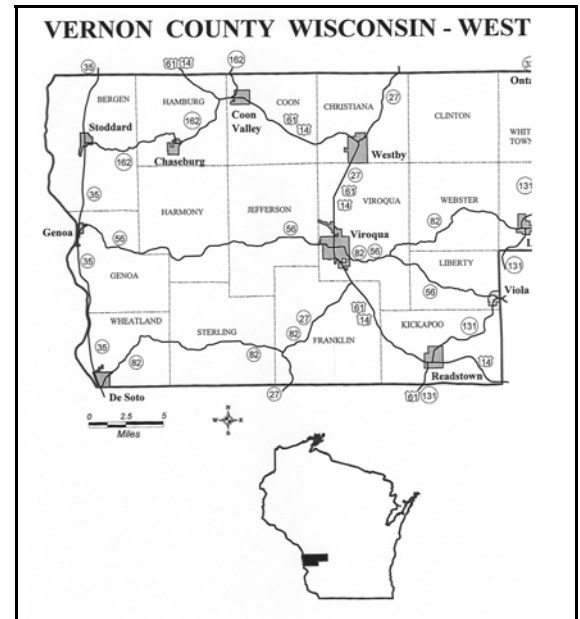 VERNON COUNTY WISCONSIN - WEST
35
61 14
162
27
Onta
BERGEN
HAMBURG
COON
CHRISTIANA
CLINTON
Coon
Valley
162
61
14
Stoddard
Chaseburg
162
Westby
WHIT
TOWN
35
27
61
14
131
HARMONY
JEFFERSON
VIROQUA
WEBSTER
82
Genoa
56
56
Viroqua
82 56
L
35
GENOA
LIBERTY
131
56
Viola
WHEATLAND
STERLING
27
82
61
14
KICKAPOO
131
35
82
82
FRANKLIN
14
De Soto
27
61 131
Readstown
0 2.5 5
Miles
N
W E
S